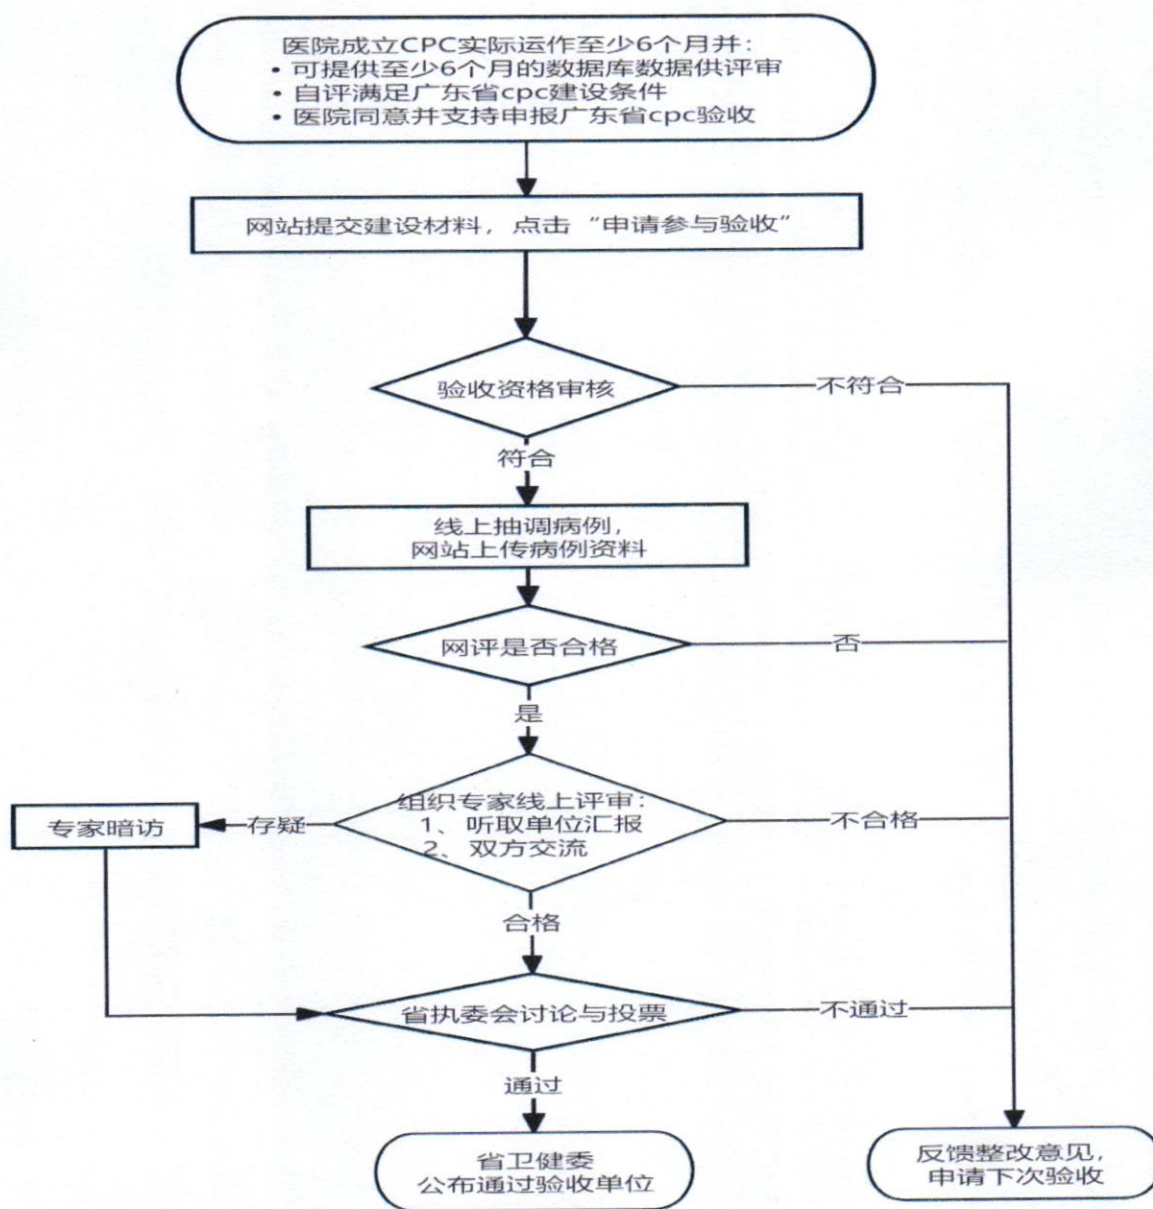 医院成立CPC实际运作至少6个月并：
• 可提供至少6个月的数据库数据供评审
• 自评满足广东省cpc建设条件
• 医院同意并支持申报广东省cpc验收
网站提交建设材料，点击“申请参与验收”
验收资格审核
不符合
符合
线上抽调病例，
网站上传病例资料
网评是否合格
否
是
组织专家线上评审：
1、 听取单位汇报
2、 双方交流
专家暗访
存疑
不合格
合格
省执委会讨论与投票
不通过
通过
省卫健委
公布通过验收单位
反馈整改意见，
申请下次验收